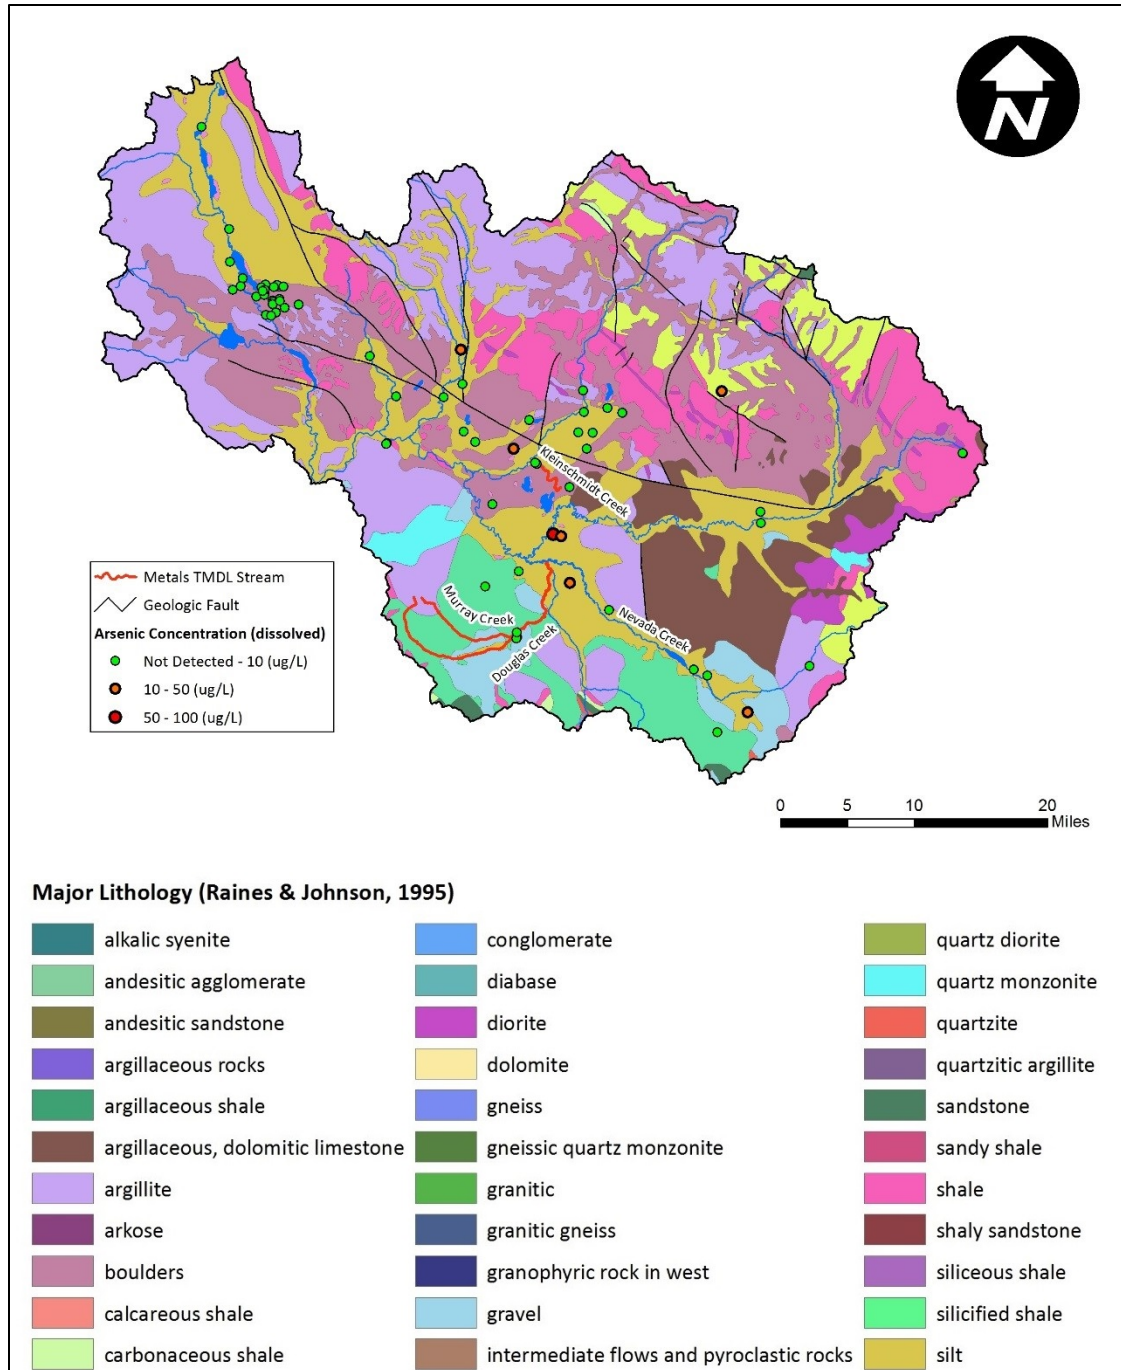 N
Kleinschmidt Creek
Murray Creek
Douglas Creek
Nevada Creek
Metals TMDL Stream
Geologic Fault
Arsenic Concentration (dissolved)
Not Detected - 10 (ug/L)
10 - 50 (ug/L)
50 - 100 (ug/L)
0 5 10 20
Miles
Major Lithology (Raines & Johnson, 1995)
alkalic syenite
andesitic agglomerate
andesitic sandstone
argillaceous rocks
argillaceous shale
argillaceous, dolomitic limestone
argillite
arkose
boulders
calcareous shale
carbonaceous shale
conglomerate
diabase
diorite
dolomite
gneiss
gneissic quartz monzonite
granitic
granitic gneiss
granophyric rock in west
gravel
intermediate flows and pyroclastic rocks
quartz diorite
quartz monzonite
quartzite
quartzitic argillite
sandstone
sandy shale
shale
shaly sandstone
siliceous shale
silicified shale
silt